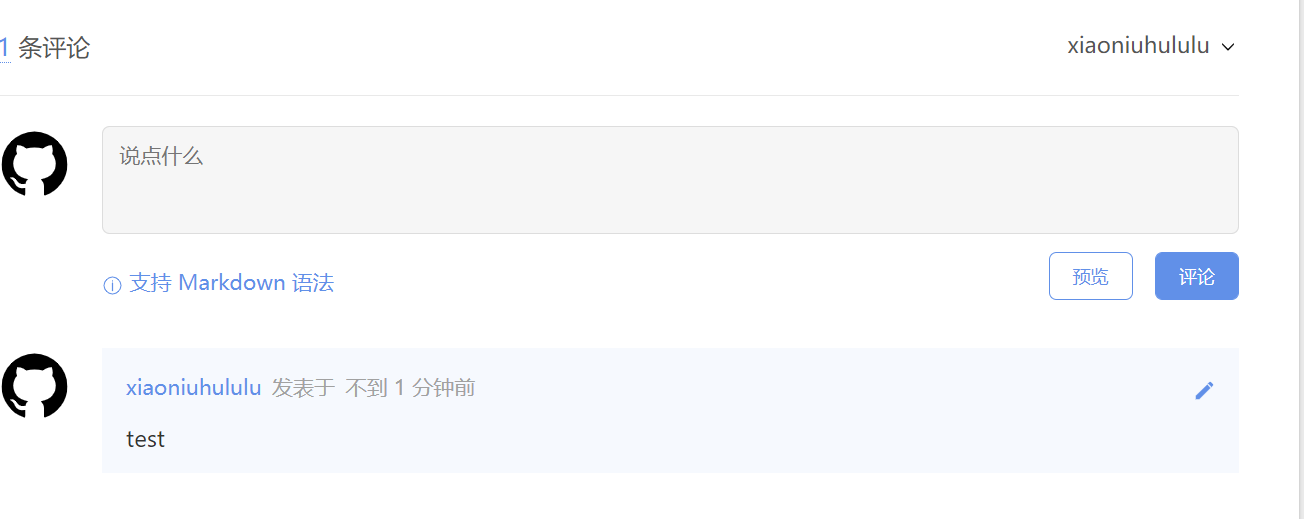 1 条评论
xiaoniuhululu
说点什么
支持 Markdown 语法
预览
评论
xiaoniuhululu 发表于 不到 1 分钟前
test